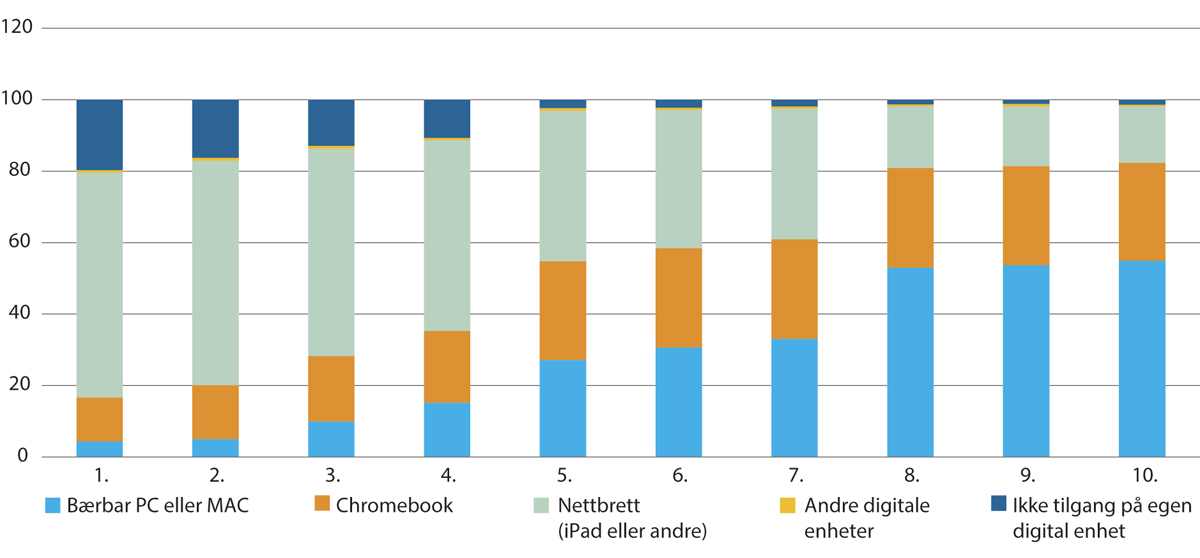 120
100
80
60
40
20
0
1. 2. 3. 4. 5. 6. 7. 8. 9. 10.
Bærbar PC eller MAC
Chromebook
Nettbrett
(iPad eller andre)
Andre digitale
enheter
Ikke tilgang på egen
digital enhet